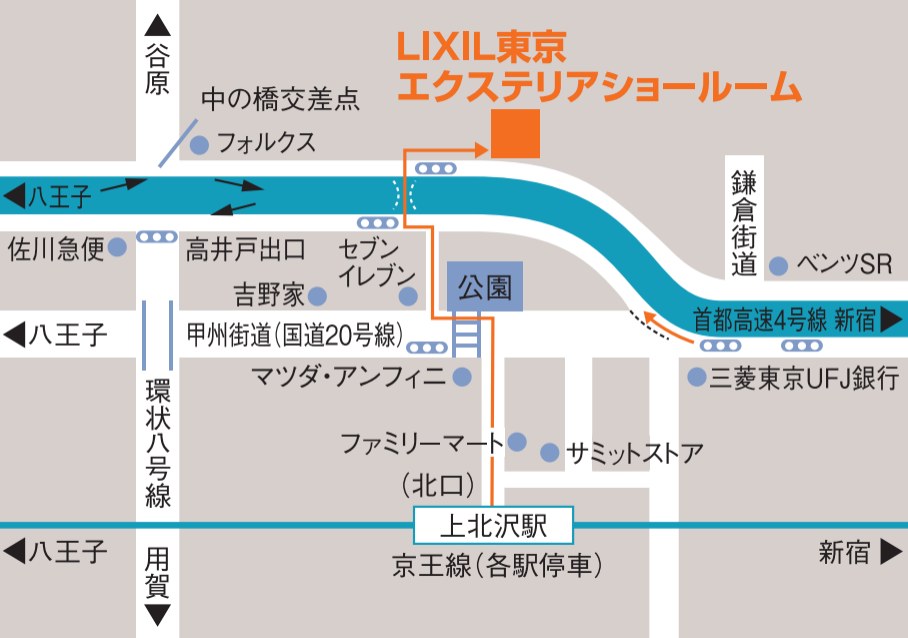 谷原
LIXIL東京
エクステリアショールーム
中の橋交差点
フォルクス
八王子
鎌倉街道
佐川急便
高井戸出口
セブン
イレブン
ベンツSR
吉野家
公園
首都高速4号線 新宿
八王子
甲州街道(国道20号線)
マツダ・アンフィニ
三菱東京UFJ銀行
環状八号線
ファミリーマート
サミットストア
(北口)
上北沢駅
八王子
用賀
京王線(各駅停車)
新宿